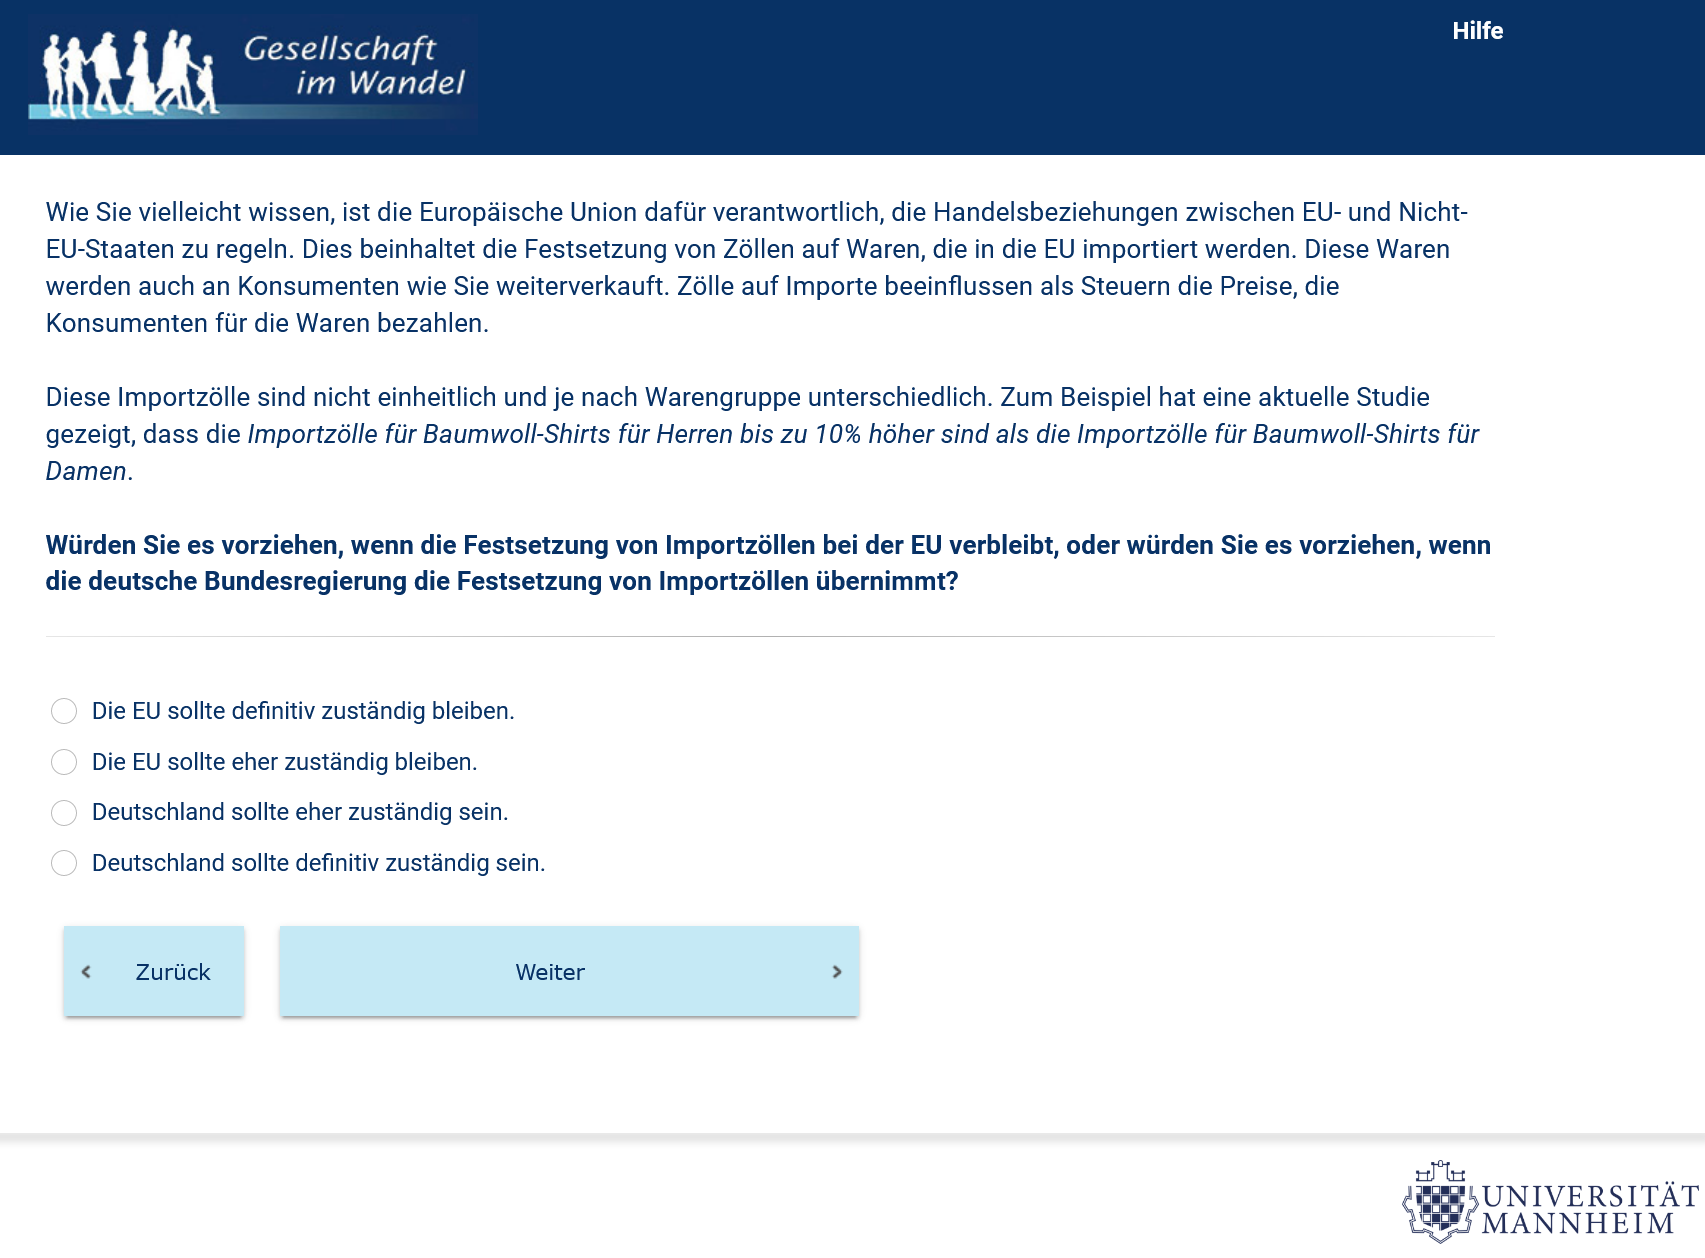 Gesellschaft
im Wandel
Hilfe
Wie Sie vielleicht wissen, ist die Europäische Union dafür verantwortlich, die Handelsbeziehungen zwischen EU- und Nicht-
EU-Staaten zu regeln. Dies beinhaltet die Festsetzung von Zöllen auf Waren, die in die EU importiert werden. Diese Waren
werden auch an Konsumenten wie Sie weiterverkauft. Zölle auf Importe beeinflussen als Steuern die Preise, die
Konsumenten für die Waren bezahlen.
Diese Importzölle sind nicht einheitlich und je nach Warengruppe unterschiedlich. Zum Beispiel hat eine aktuelle Studie
gezeigt, dass die Importzölle für Baumwoll-Shirts für Herren bis zu 10% höher sind als die Importzölle für Baumwoll-Shirts für
Damen.
Würden Sie es vorziehen, wenn die Festsetzung von Importzöllen bei der EU verbleibt, oder würden Sie es vorziehen, wenn
die deutsche Bundesregierung die Festsetzung von Importzöllen übernimmt?
Die EU sollte definitiv zuständig bleiben.
Die EU sollte eher zuständig bleiben.
Deutschland sollte eher zuständig sein.
Deutschland sollte definitiv zuständig sein.
Zurück
Weiter
UNIVERSITÄT
MANNHEIM